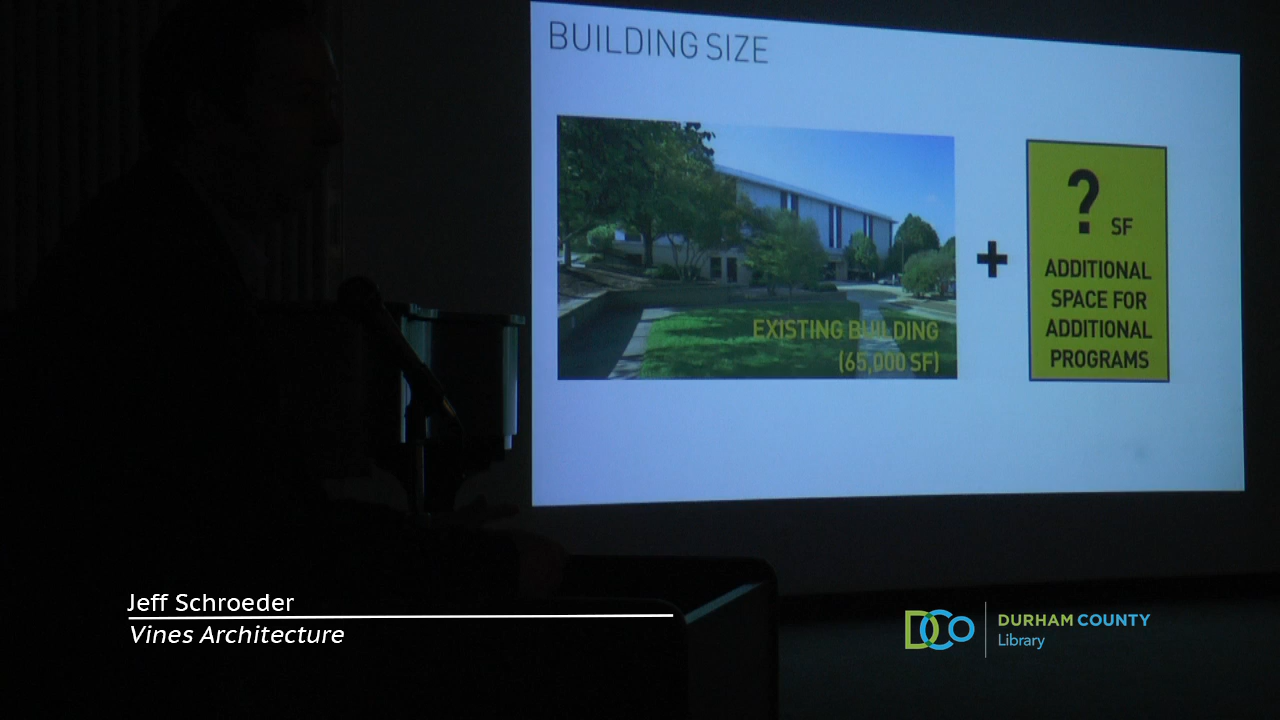 BUILDING SIZE
EXISTING BUILDING
(65,000 SF)
+
? SF
ADDITIONAL
SPACE FOR
ADDITIONAL
PROGRAMS
Jeff Schroeder
Vines Architecture
DCO
DURHAM COUNTY
Library